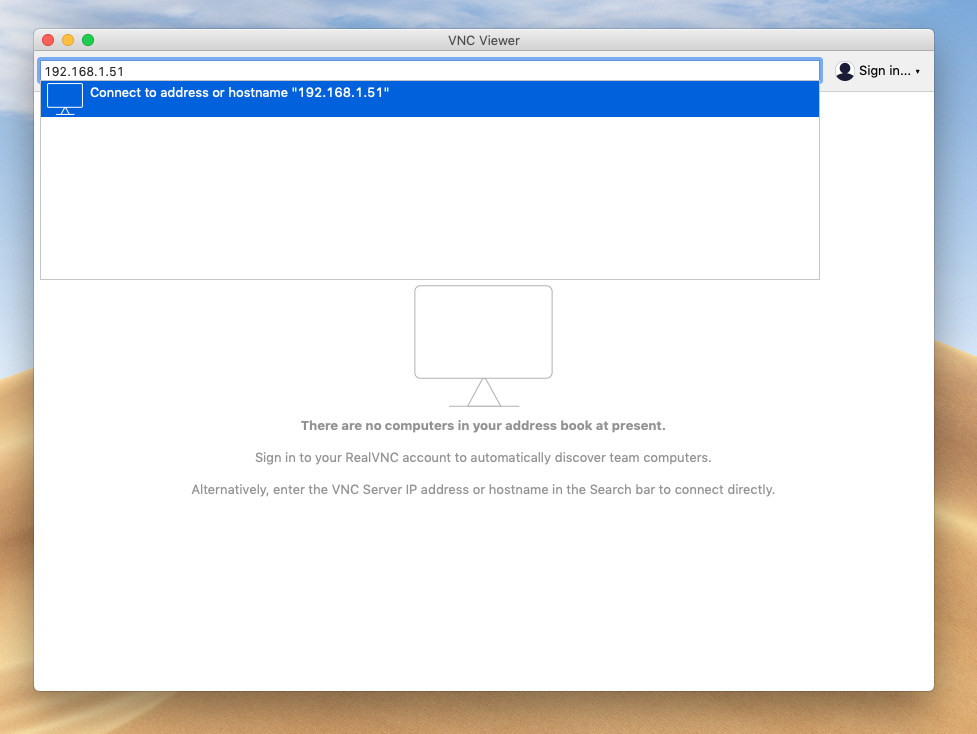 VNC Viewer
192.168.1.51
Sign in...
Connect to address or hostname "192.168.1.51"
There are no computers in your address book at present.
Sign in to your RealVNC account to automatically discover team computers.
Alternatively, enter the VNC Server IP address or hostname in the Search bar to connect directly.